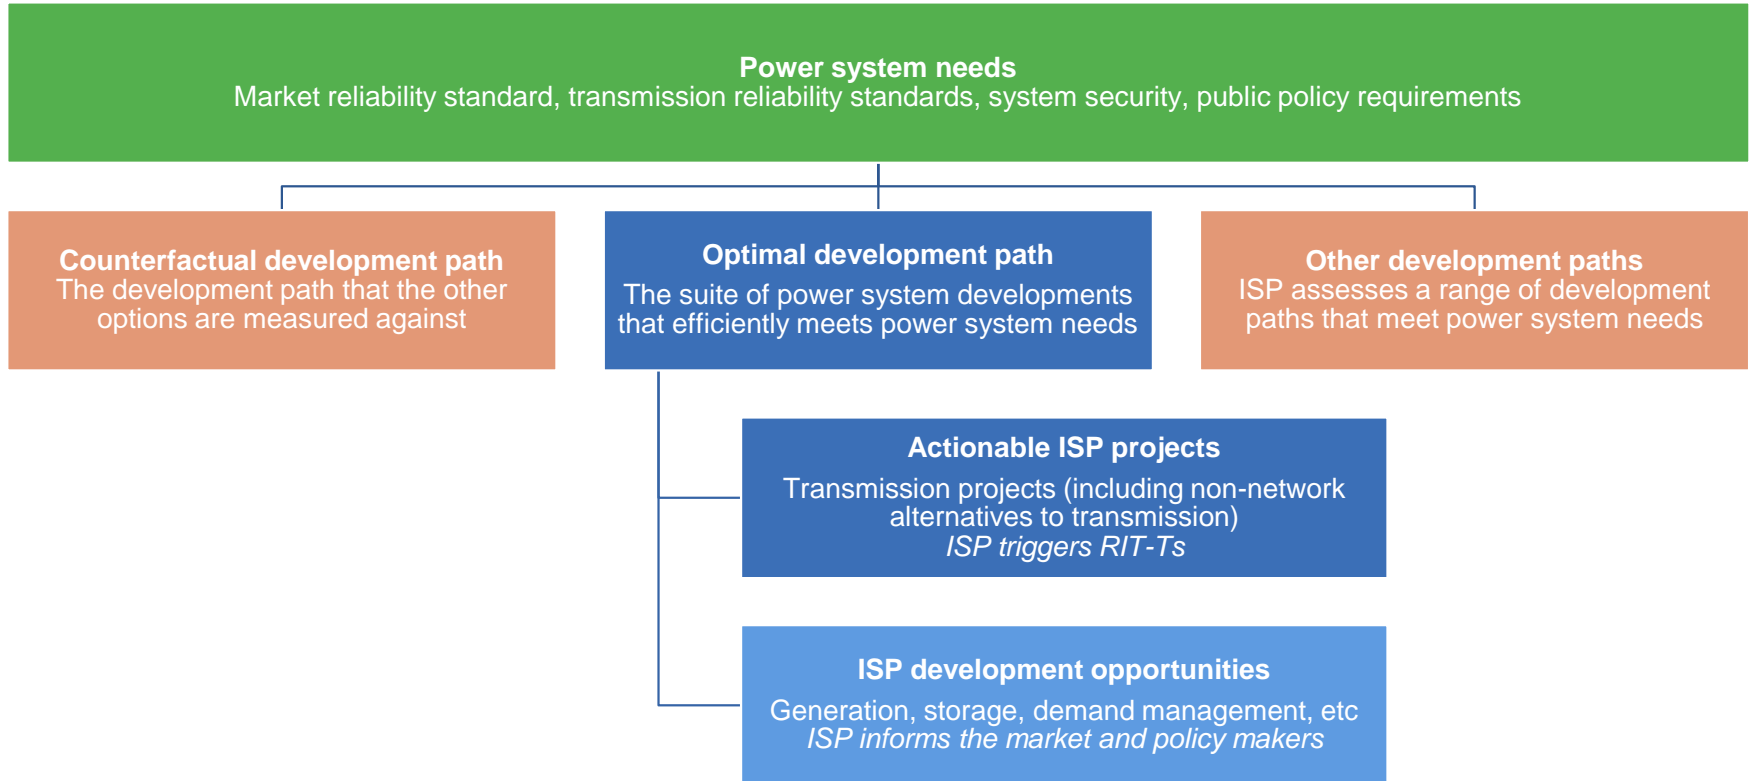 Power system needs
Market reliability standard, transmission reliability standards, system security, public policy requirements
Counterfactual development path
The development path that the other
options are measured against
Optimal development path
The suite of power system developments
that efficiently meets power system needs
Other development paths
ISP assesses a range of development
paths that meet power system needs
Actionable ISP projects
Transmission projects (including non-network
alternatives to transmission)
ISP triggers RIT-Ts
ISP development opportunities
Generation, storage, demand management, etc
ISP informs the market and policy makers